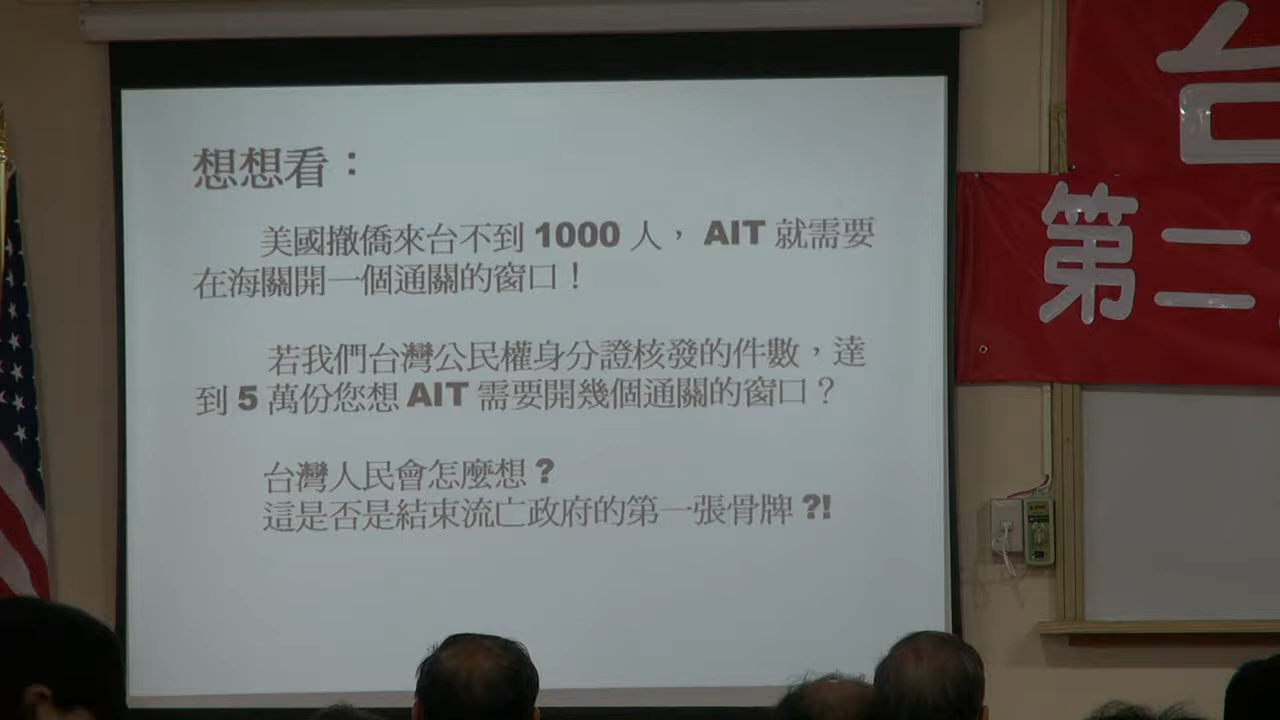 想想看：
美國撤僑來台不到 1000 人， AIT 就需要
在海關開一個通關的窗口！
若我們台灣公民權身分證核發的件數，達
到 5 萬份您想 AIT 需要開幾個通關的窗口？
台灣人民會怎麼想？
這是否是結束流亡政府的第一張骨牌?!
台
第二